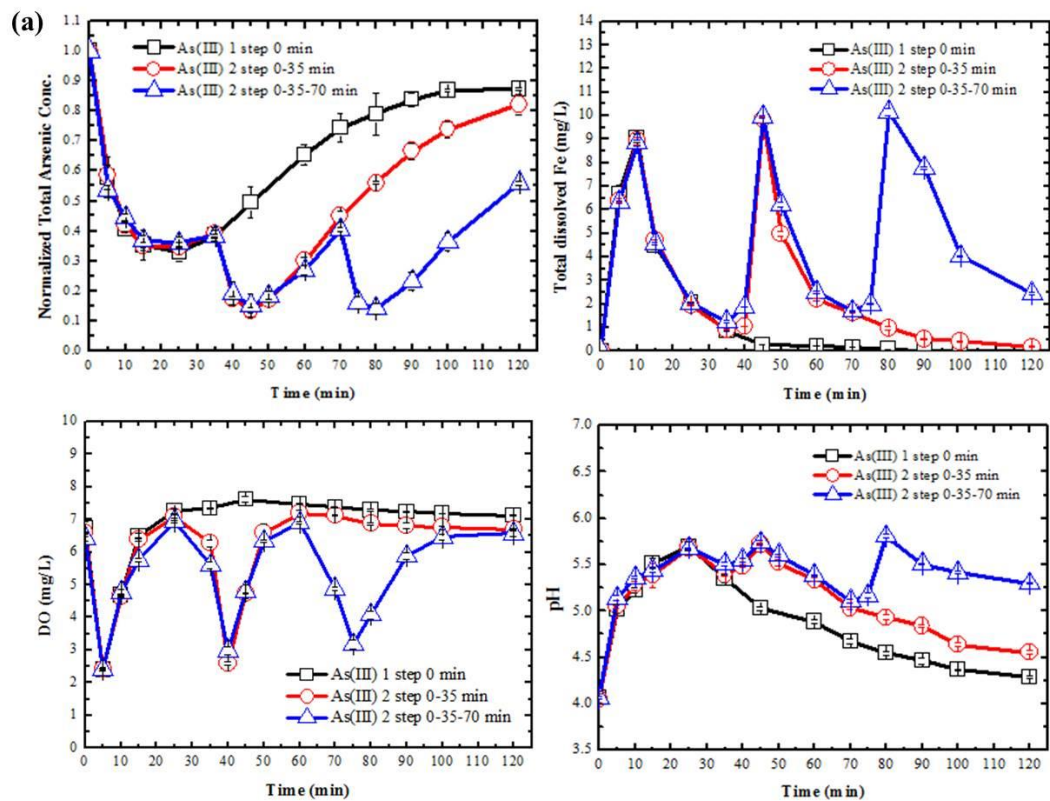 (a)
As(III) 1 step 0 min
As(III) 2 step 0-35 min
As(III) 2 step 0-35-70 min
Normalized Total Arsenic Conc.
1.0
0.9
0.8
0.7
0.6
0.5
0.4
0.3
0.2
0.1
0.0
0 10 20 30 40 50 60 70 80 90 100 110 120
Time (min)
As(III) 1 step 0 min
As(III) 2 step 0-35 min
As(III) 2 step 0-35-70 min
Total dissolved Fe (mg/L)
14
13
12
11
10
9
8
7
6
5
4
3
2
1
0
0 10 20 30 40 50 60 70 80 90 100 110 120
Time (min)
DO (mg/L)
10
9
8
7
6
5
4
3
2
1
0
As(III) 1 step 0 min
As(III) 2 step 0-35 min
As(III) 2 step 0-35-70 min
0 10 20 30 40 50 60 70 80 90 100 110 120
Time (min)
As(III) 1 step 0 min
As(III) 2 step 0-35 min
As(III) 2 step 0-35-70 min
pH
7.0
6.5
6.0
5.5
5.0
4.5
4.0
3.5
0 10 20 30 40 50 60 70 80 90 100 110 120
Time (min)